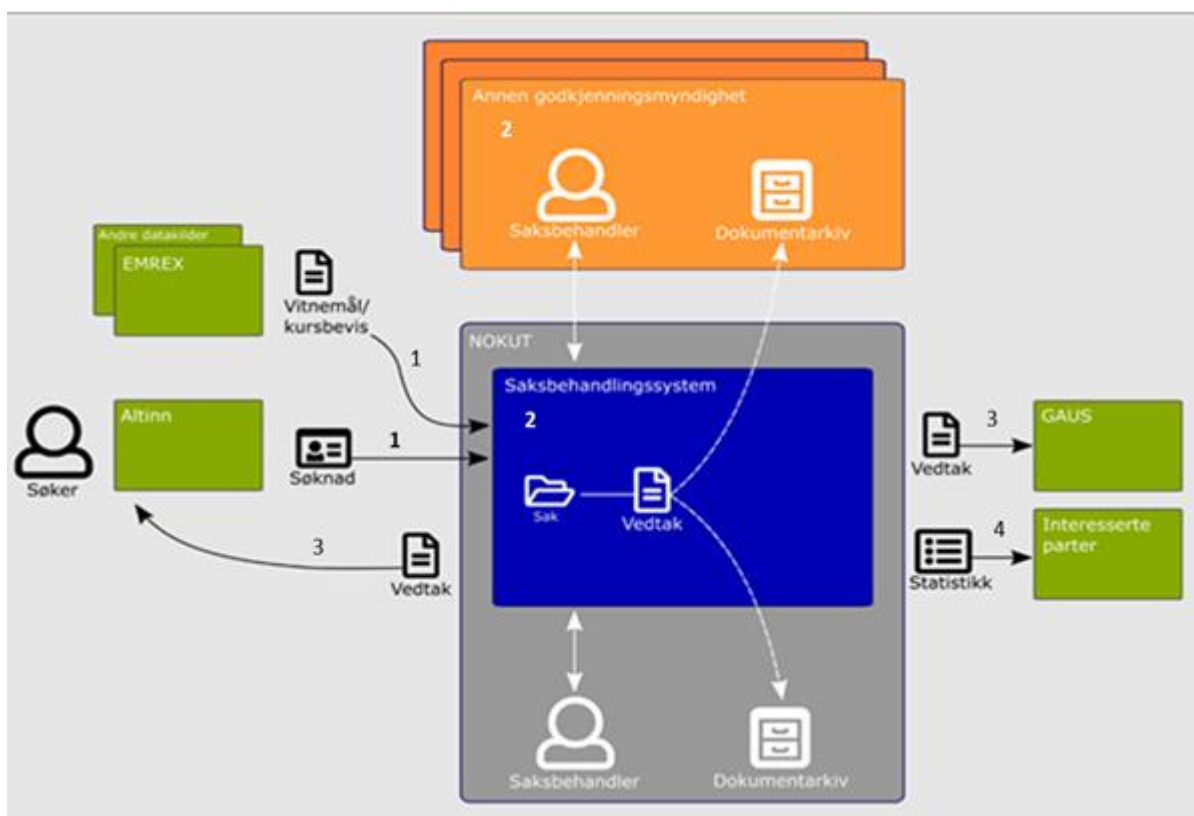 Annen godkjenningsmyndighet
2
Saksbehandler
Dokumentarkiv
Andre datakilder
EMREX
Vitnemål/
kursbevis
1
NOKUT
Saksbehandlingssystem
2
Sak
Vedtak
Altinn
Søker
Søknad
1
3
Vedtak
Vedtak
3
GAUS
Statistikk
4
Interesserte
parter
Saksbehandler
Dokumentarkiv